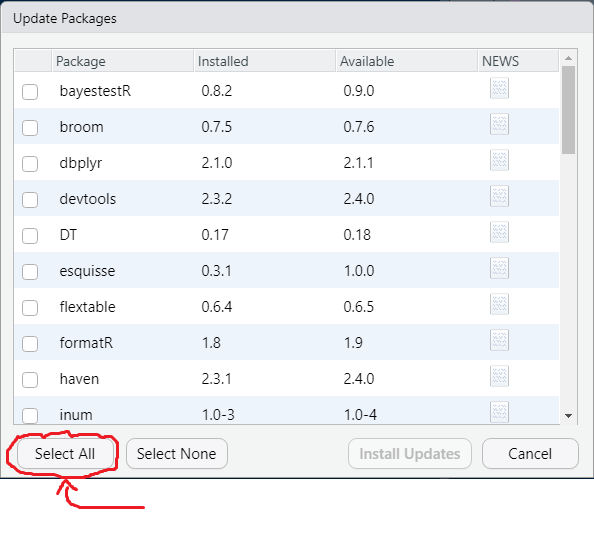 Update Packages
Package Installed Available NEWS
bayestestR 0.8.2 0.9.0
broom 0.7.5 0.7.6
dbplyr 2.1.0 2.1.1
devtools 2.3.2 2.4.0
DT 0.17 0.18
esquisse 0.3.1 1.0.0
flextable 0.6.4 0.6.5
formatR 1.8 1.9
haven 2.3.1 2.4.0
inum 1.0-3 1.0-4
Select All Select None Install Updates Cancel